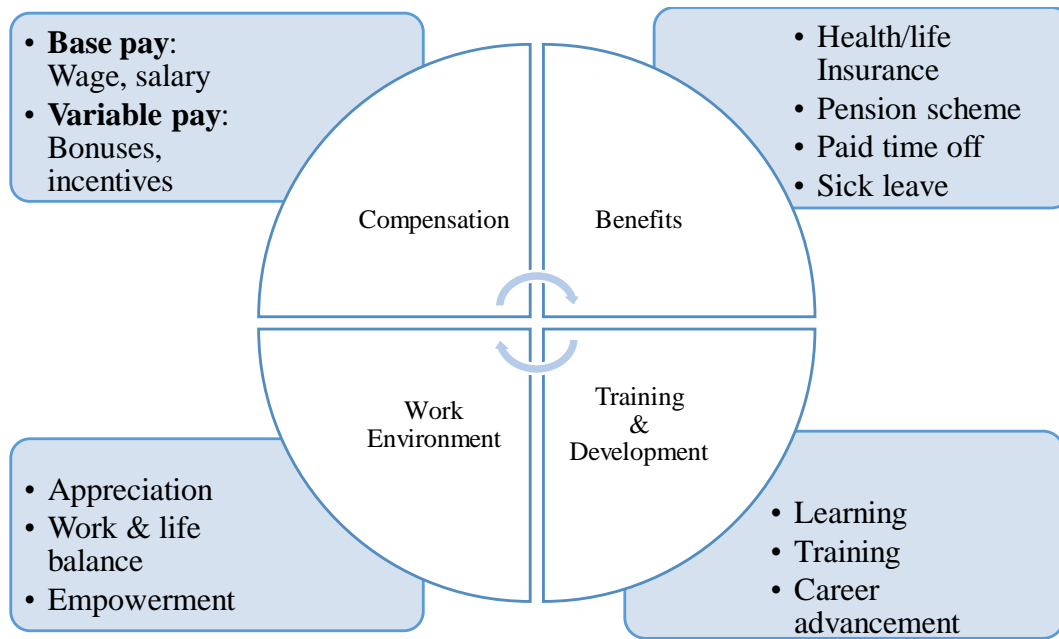 • Base pay:
Wage, salary
• Variable pay:
Bonuses,
incentives
• Health/life
Insurance
• Pension scheme
• Paid time off
• Sick leave
Compensation
Benefits
Work
Environment
Training
&
Development
• Appreciation
• Work & life
balance
• Empowerment
• Learning
• Training
• Career
advancement